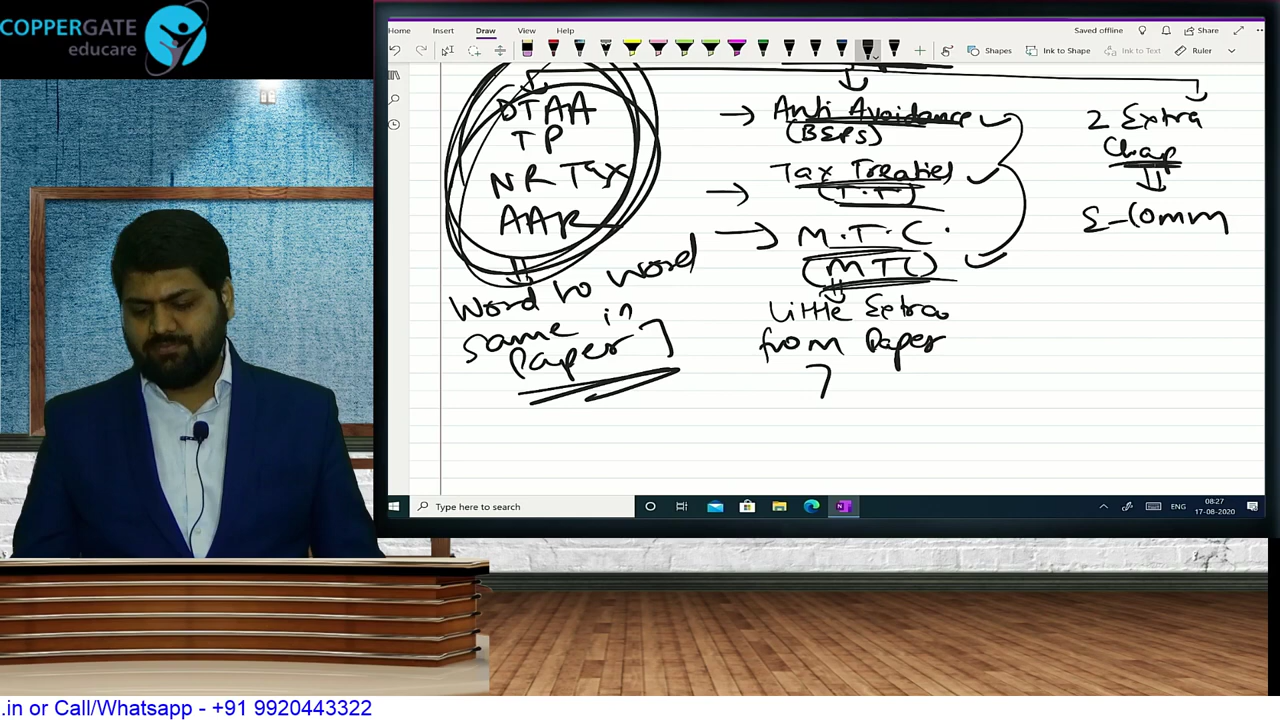 COPPERGATE
educare
Home Insert Draw View Help
Saved offline
Share
Shapes
Ink to Shape
Ink to Text
Ruler
DTAA
TP
NR Tax
AAR
word to word
same in
Paper 7
→ Anti Avoidance
(BEPS)
→ Tax Treaties
(T.T)
→ M.T.C.
(MTC)
Little Extra
from Paper
7
2 Extra
Chap
E-Comm
Type here to search
ENG
08:27
17-08-2020
.in or Call/Whatsapp - +91 9920443322